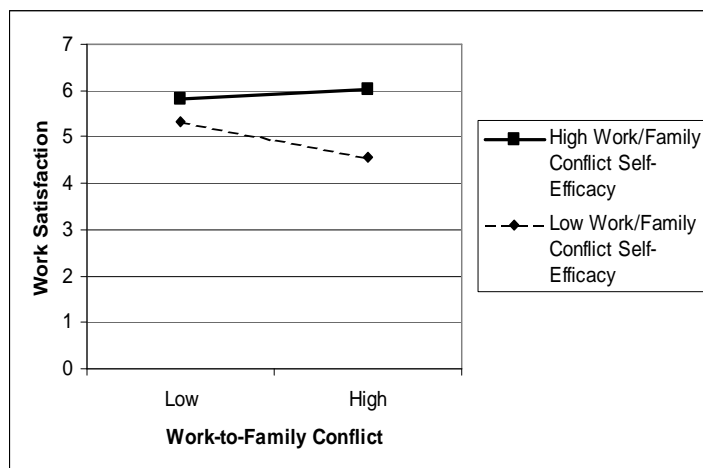 7
6
5
4
3
2
1
0
Work Satisfaction
Low
High
Work-to-Family Conflict
High Work/Family
Conflict Self-
Efficacy
Low Work/Family
Conflict Self-
Efficacy